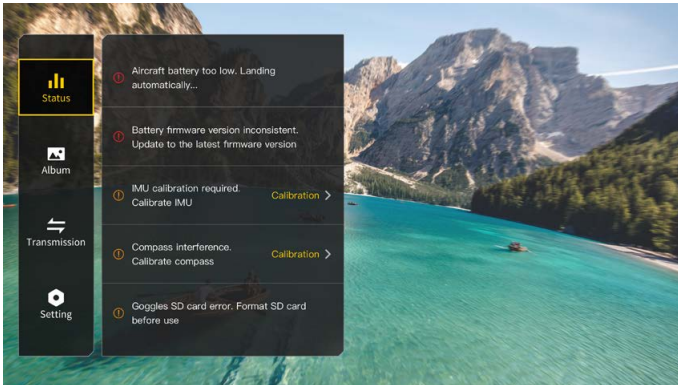 Status
Album
Transmission
Setting
Aircraft battery too low. Landing
automatically...
Battery firmware version inconsistent.
Update to the latest firmware version
IMU calibration required.
Calibrate IMU
Calibration
Compass interference.
Calibrate compass
Calibration
Goggles SD card error. Format SD card
before use